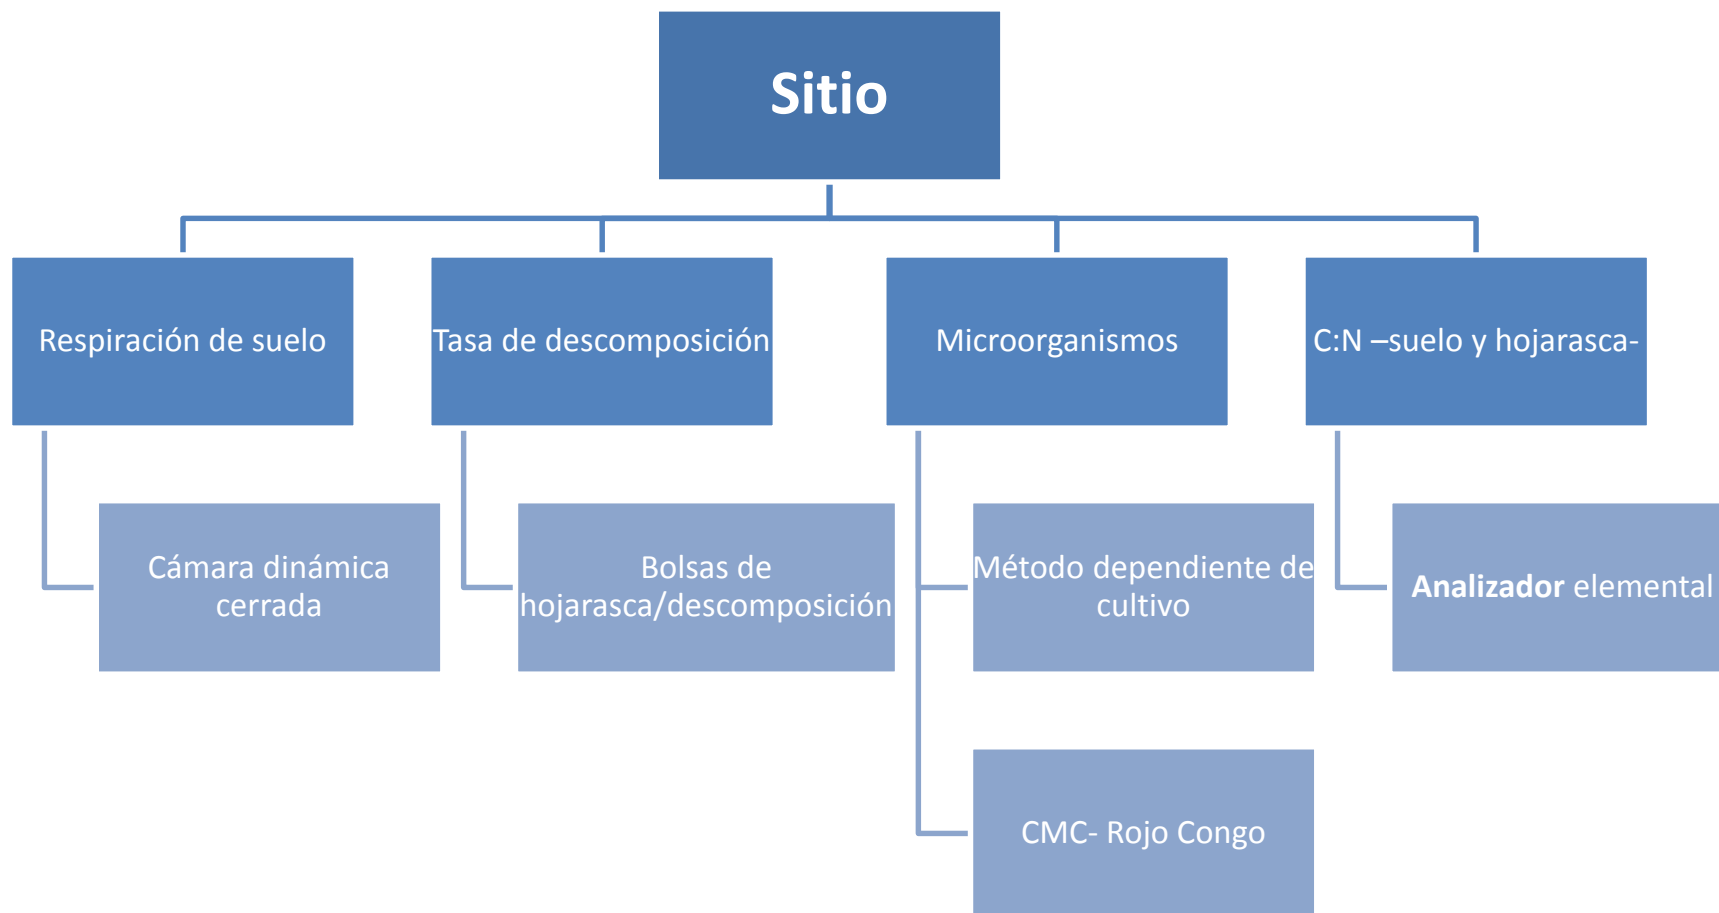 Sitio
Respiración de suelo
Tasa de descomposición
Microorganismos
C:N –suelo y hojarasca-
Cámara dinámica
cerrada
Bolsas de
hojarasca/descomposición
Método dependiente de
cultivo
Analizador elemental
CMC- Rojo Congo